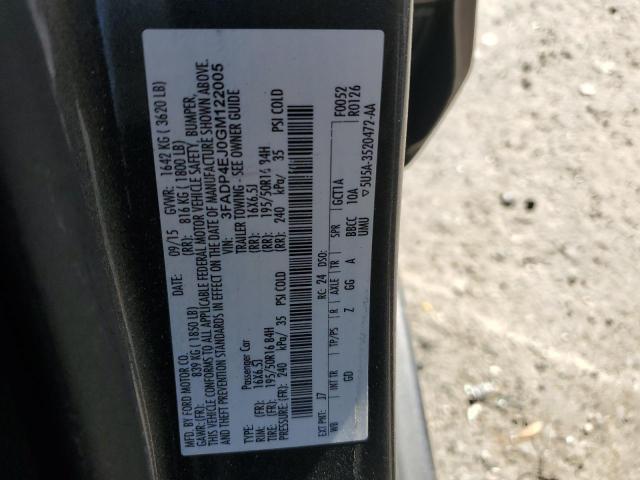 MFD. BY FORD MOTOR CO.
DATE: 09/15 GVWR: 1642 KG ( 3620 LB)
GAWR:(FR): 839 KG ( 1850 LB) (RR): 816 KG ( 1800 LB)
THIS VEHICLE CONFORMS TO ALL APPLICABLE FEDERAL MOTOR VEHICLE SAFETY, BUMPER,
AND THEFT PREVENTION STANDARDS IN EFFECT ON THE DATE OF MANUFACTURE SHOWN ABOVE.
VIN: 3FADP4EJ0GM122005
Passenger Car TRAILER TOWING - SEE OWNER GUIDE
RIM: (FR): 16X6.5J (RR): 16X6.5J
TIRE: (FR): 195/50R16 84H (RR): 195/50R16 84H
PRESSURE:(FR): 240 kPa/ 35 PSI COLD (RR): 240 kPa/ 35 PSI COLD
F0052
R0126
EXT PNT: J7 RC: 24 DSO: GCT1A
WB INT TR TP/PS R AXLE TR SPR 10A
GD Z GG A BBCC
UMU
5U5A-3520472-AA